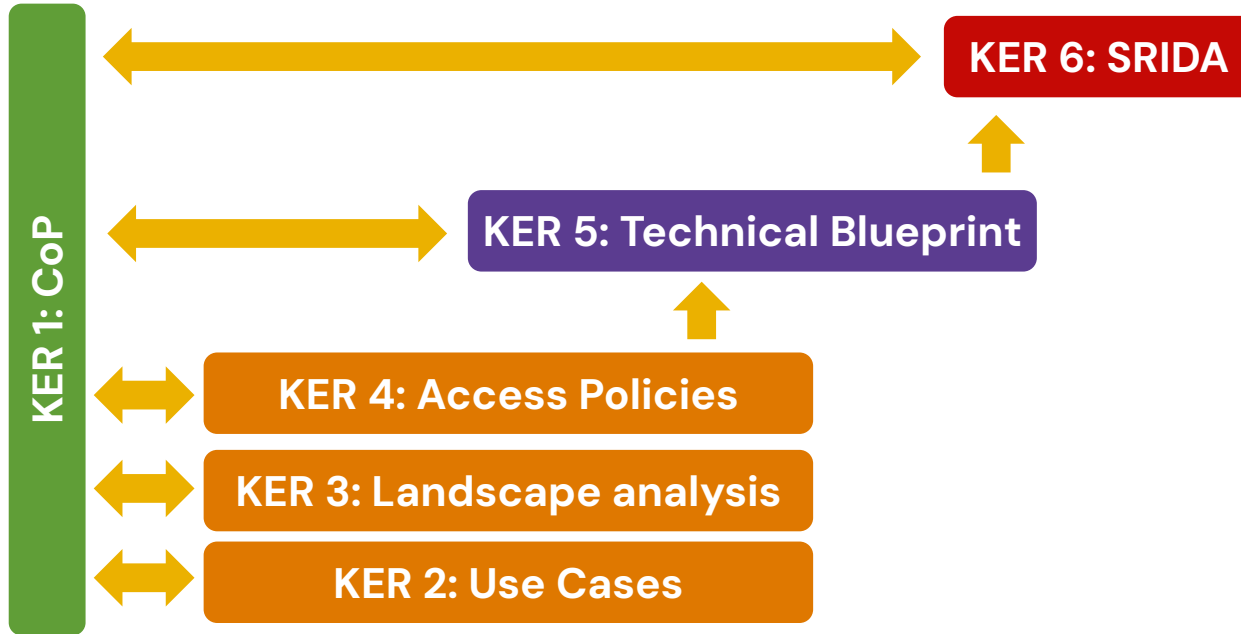 KER 1: CoP
KER 6: SRIDA
KER 5: Technical Blueprint
KER 4: Access Policies
KER 3: Landscape analysis
KER 2: Use Cases